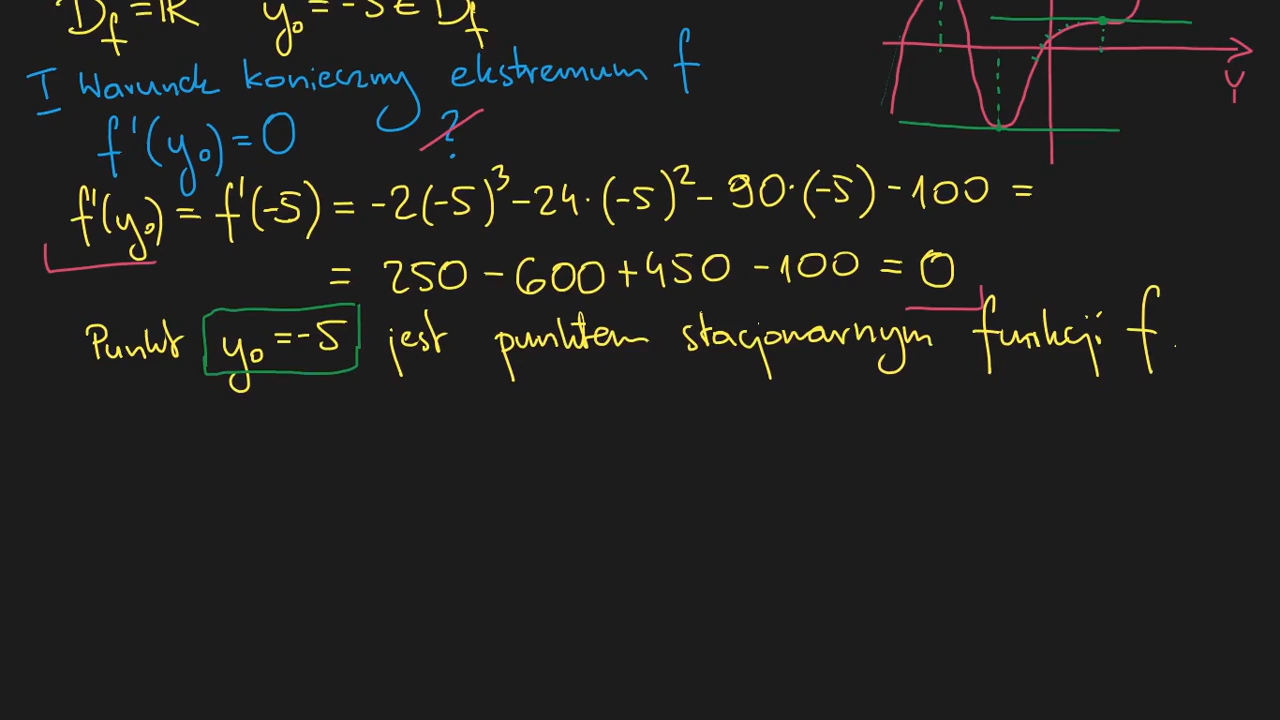 D_f = ℝ y₀ = -5 ∈ D_f
I Warunek konieczny ekstremum f
f'(y₀) = 0 ?
f'(y₀) = f'(-5) = -2(-5)³ - 24·(-5)² - 90·(-5) - 100 =
= 250 - 600 + 450 - 100 = 0
Punkt y₀ = -5 jest punktem stacjonarnym funkcji f.
y